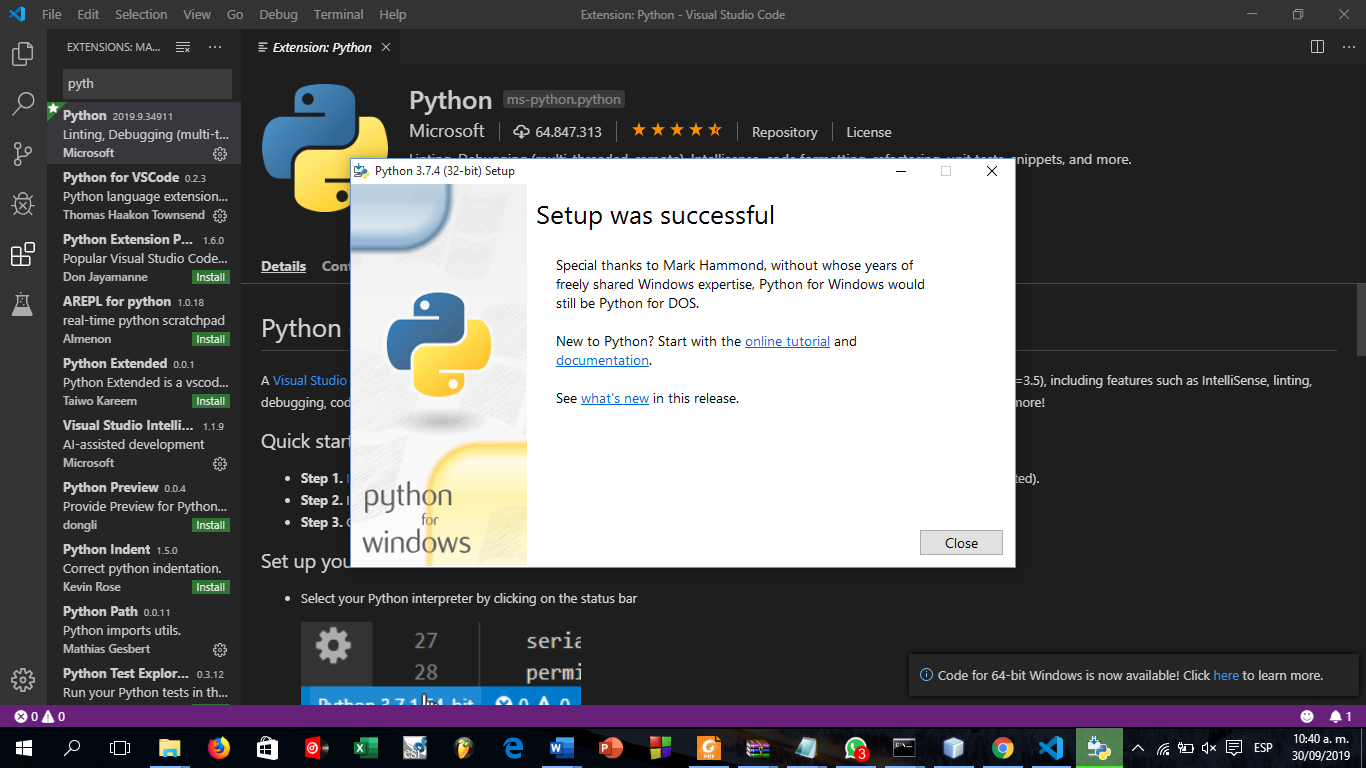 File Edit Selection View Go Debug Terminal Help
Extension: Python - Visual Studio Code
EXTENSIONS: MA...
Extension: Python
pyth
Python 2019.9.34911
Linting, Debugging (multi-t...
Microsoft
Python for VSCode 0.2.3
Python language extension...
Thomas Haakon Townsend
Python Extension P... 1.6.0
Popular Visual Studio Code...
Don Jayamanne Install
AREPL for python 1.0.18
real-time python scratchpad
Almenon Install
Python Extended 0.0.1
Python Extended is a vscod...
Taiwo Kareem Install
Visual Studio Intelli... 1.1.9
AI-assisted development
Microsoft
Python Preview 0.0.4
Provide Preview for Python...
dongli Install
Python Indent 1.5.0
Correct python indentation.
Kevin Rose Install
Python Path 0.0.11
Python imports utils.
Mathias Gesbert
Python Test Explor... 0.3.12
Run your Python tests in th...
Python ms-python.python
Microsoft 64.847.313 Repository License
snippets, and more.
Details
Python
A Visual Studio
=3.5), including features such as IntelliSense, linting,
debugging, cod
more!
Quick start
Step 1.
ted).
Step 2.
Step 3.
Set up you
Select your Python interpreter by clicking on the status bar
27 seria
28 permi
Python 3.7.4 (32-bit) Setup
Setup was successful
Special thanks to Mark Hammond, without whose years of
freely shared Windows expertise, Python for Windows would
still be Python for DOS.
New to Python? Start with the online tutorial and
documentation.
See what's new in this release.
python
for
windows
Close
Code for 64-bit Windows is now available! Click here to learn more.
0 0
1
3
ESP
10:40 a. m.
30/09/2019